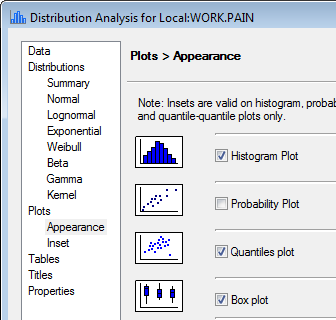 Distribution Analysis for Local:WORK.PAIN
Data
Distributions
Summary
Normal
Lognormal
Exponential
Weibull
Beta
Gamma
Kernel
Plots
Appearance
Inset
Tables
Titles
Properties
Plots > Appearance
Note: Insets are valid on histogram, probab
and quantile-quantile plots only.
Histogram Plot
Probability Plot
Quantiles plot
Box plot